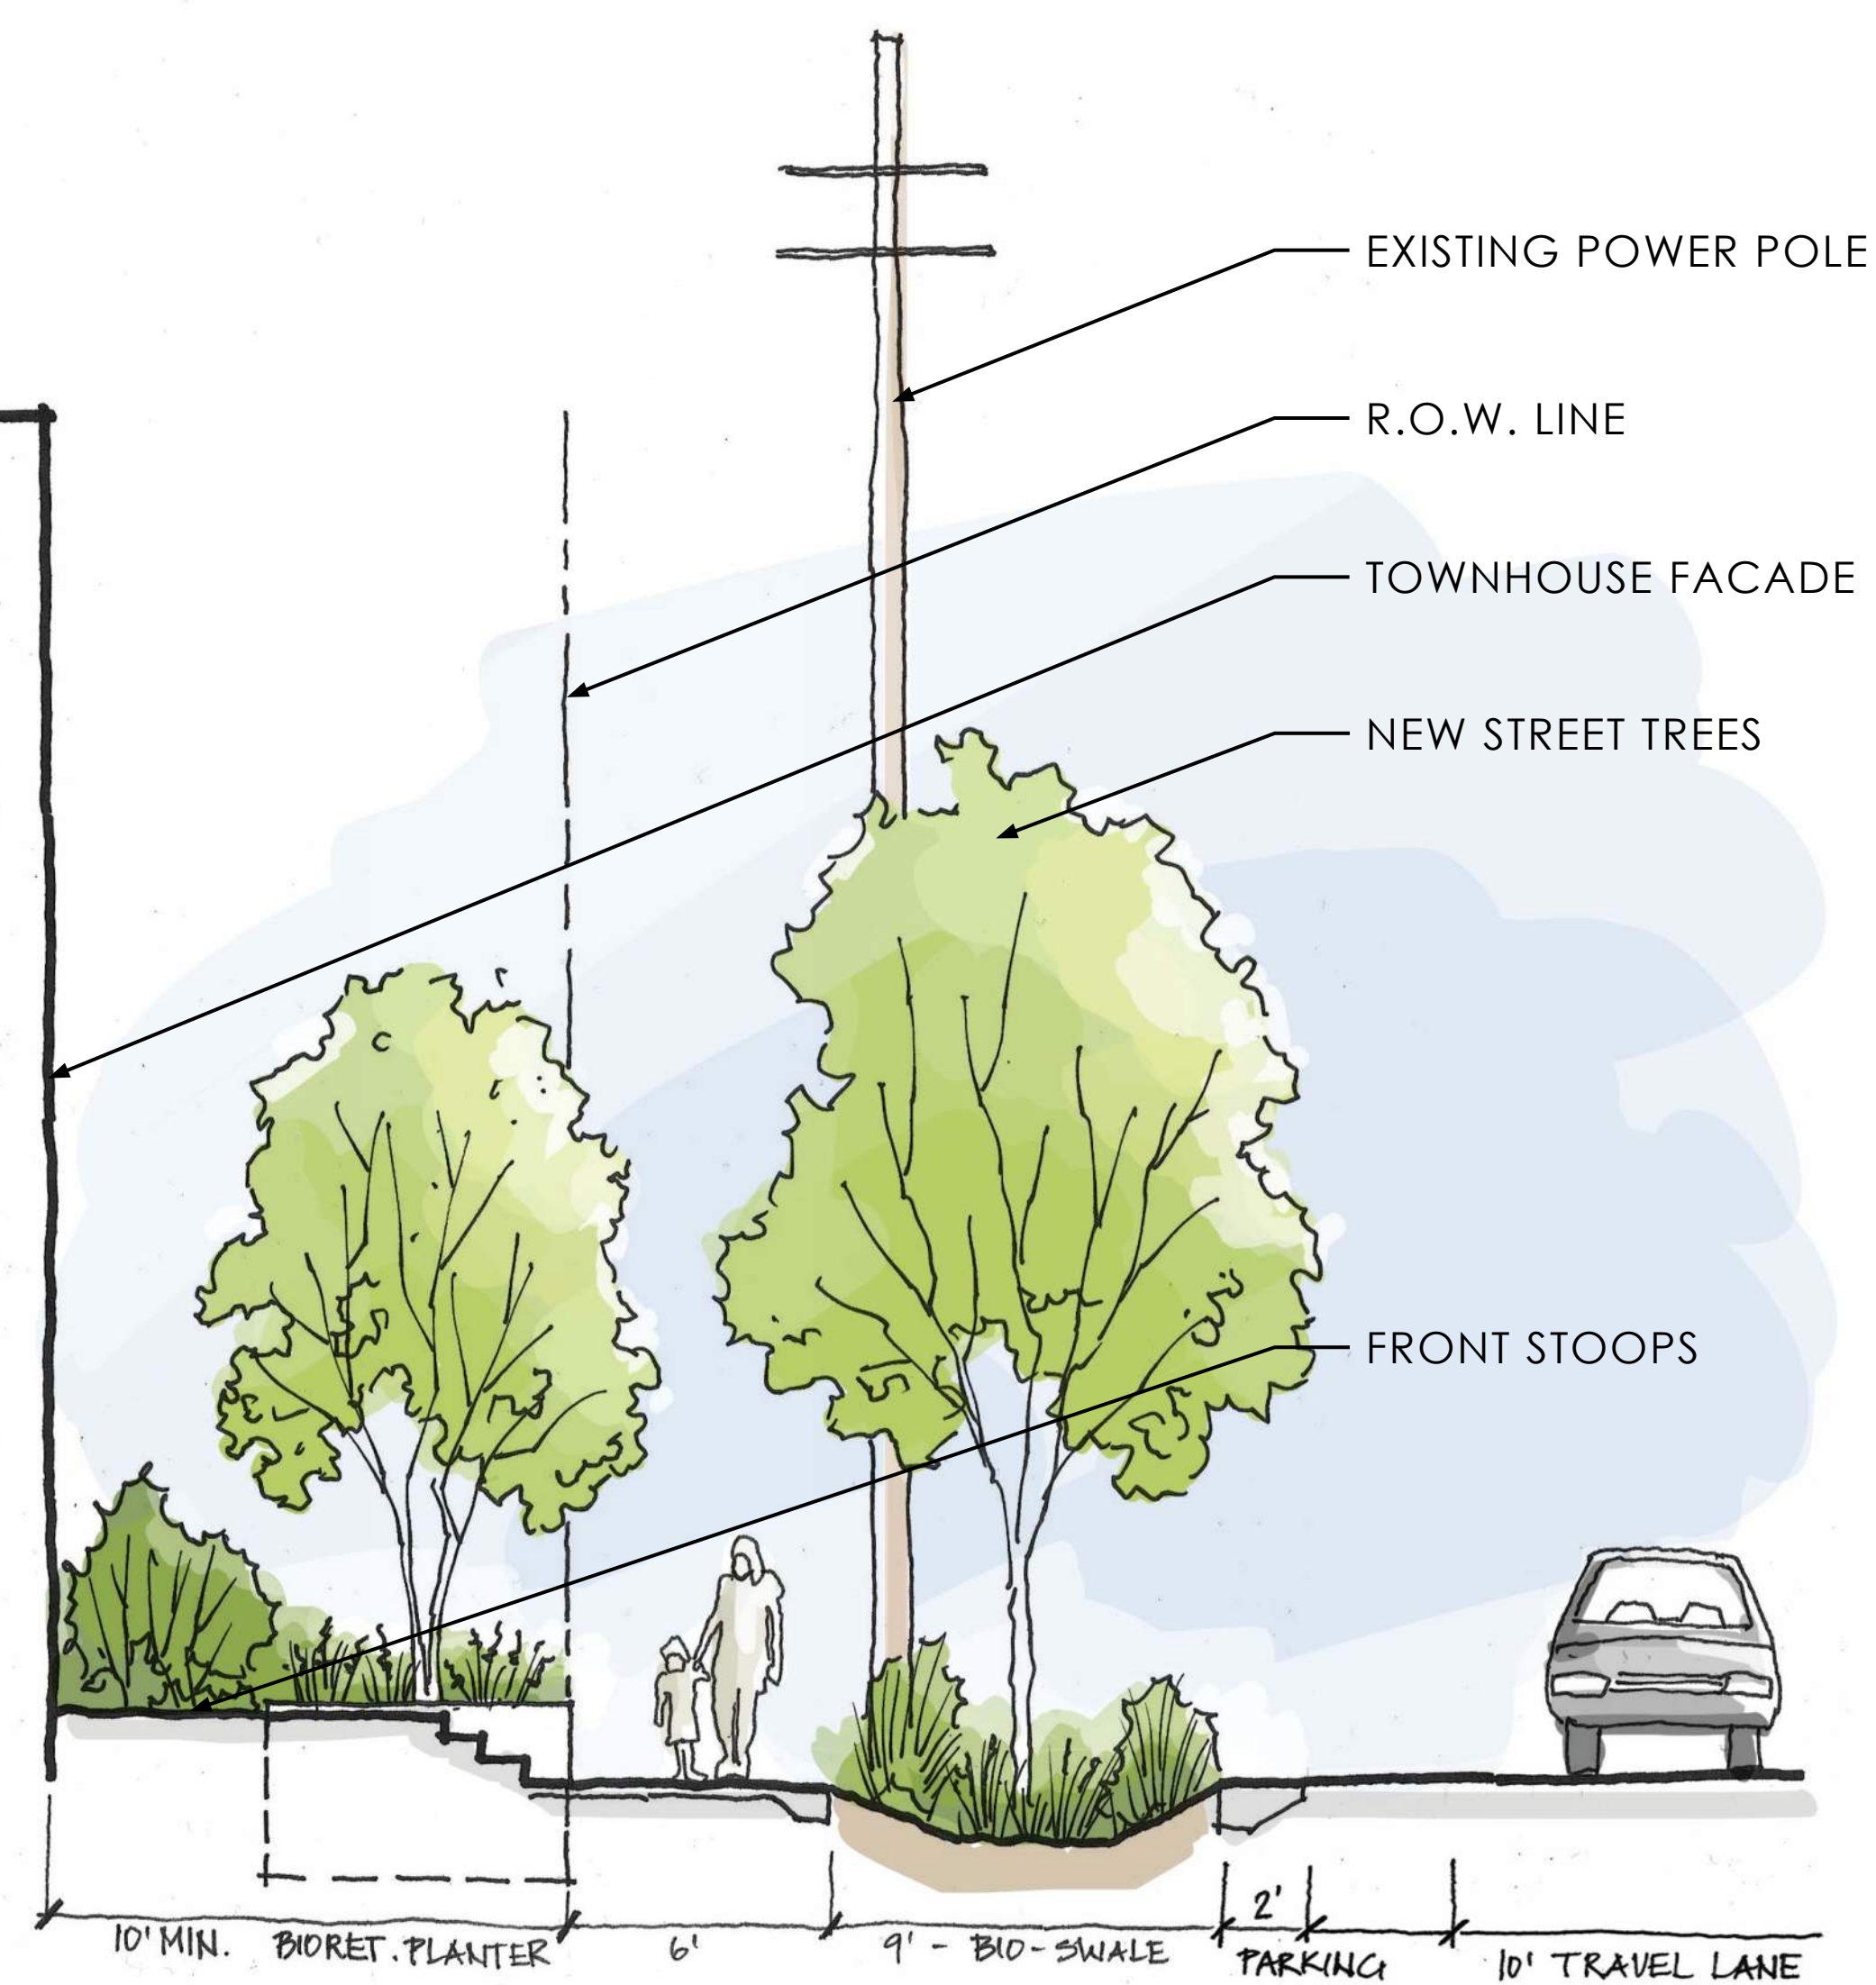 EXISTING POWER POLE
R.O.W. LINE
TOWNHOUSE FACADE
NEW STREET TREES
FRONT STOOPS
2'
10' MIN. BIORET. PLANTER
6'
9' - BIO-SWALE
PARKING
10' TRAVEL LANE